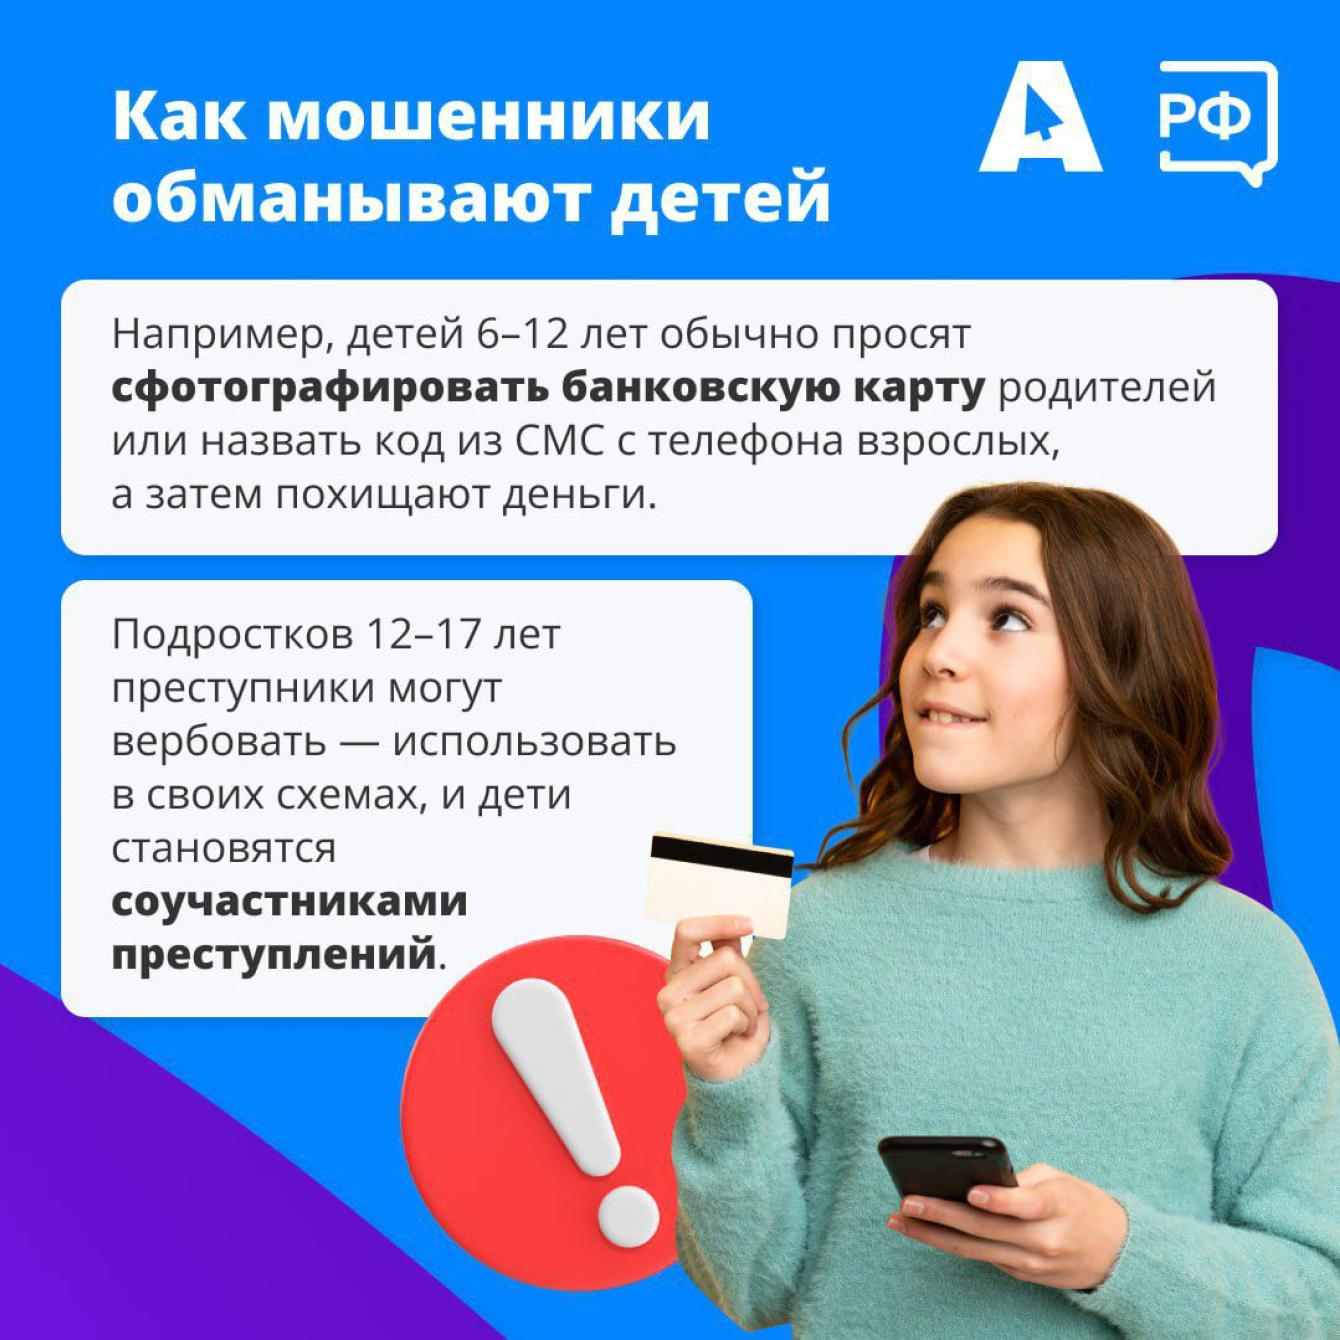 Как мошенники
обманывают детей
А
РФ
Например, детей 6–12 лет обычно просят
сфотографировать банковскую карту родителей
или назвать код из СМС с телефона взрослых,
а затем похищают деньги.
Подростков 12–17 лет
преступники могут
вербовать — использовать
в своих схемах, и дети
становятся
соучастниками
преступлений.